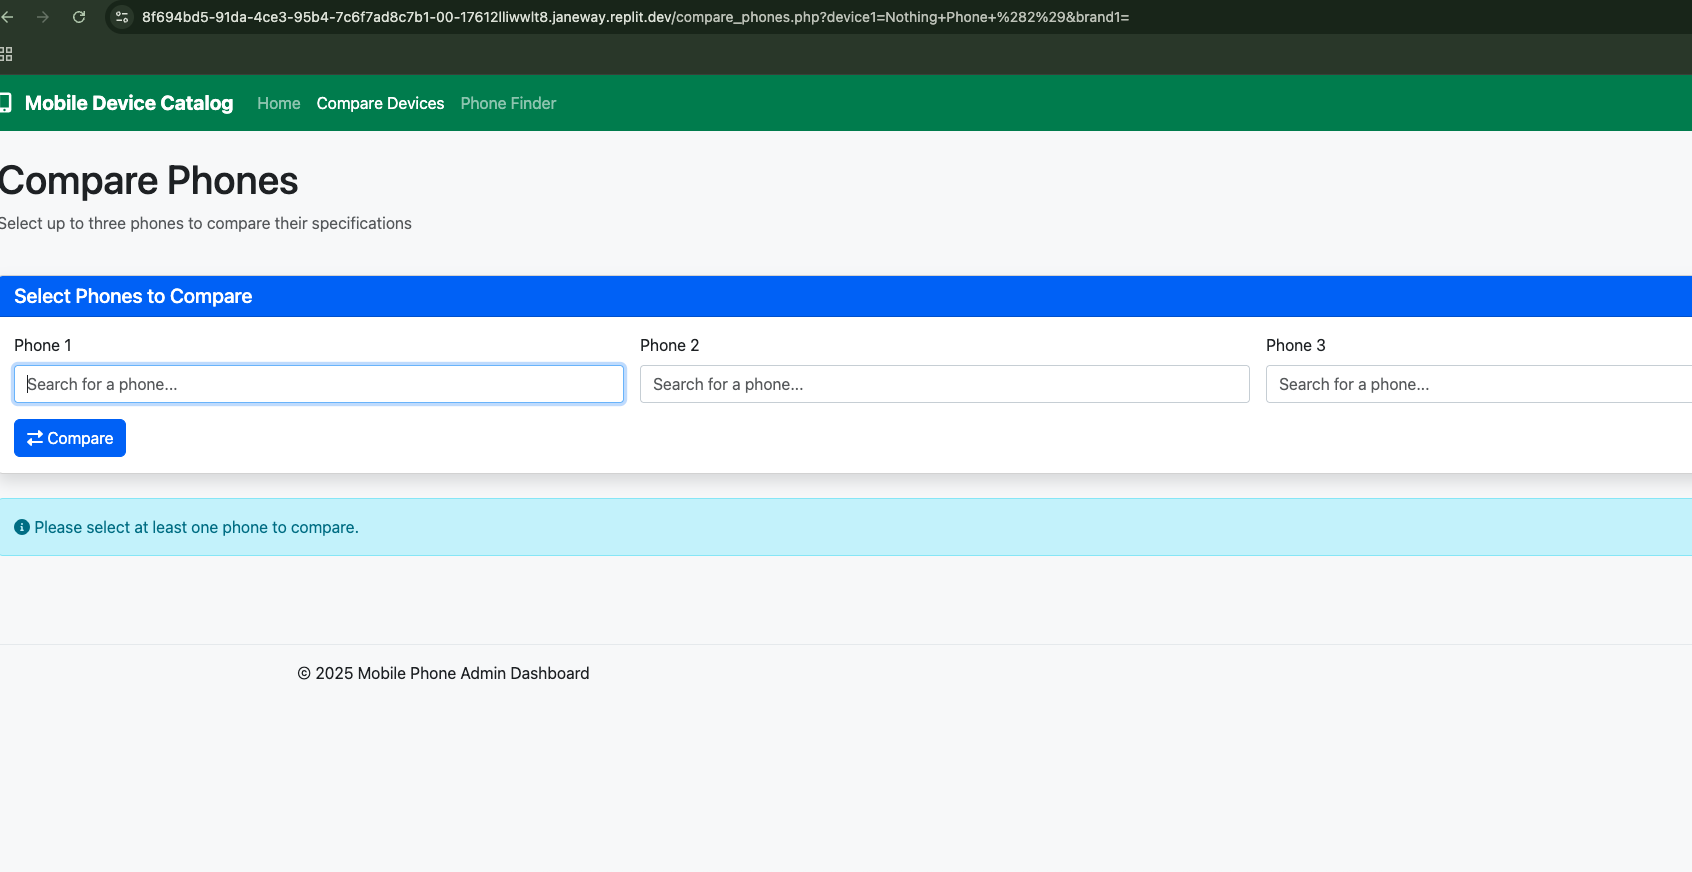 8f694bd5-91da-4ce3-95b4-7c6f7ad8c7b1-00-17612lliwwlt8.janeway.replit.dev/compare_phones.php?device1=Nothing+Phone+%282%29&brand1=
Mobile Device Catalog Home Compare Devices Phone Finder
Compare Phones
Select up to three phones to compare their specifications
Select Phones to Compare
Phone 1 Phone 2 Phone 3
Search for a phone... Search for a phone... Search for a phone...
Compare
Please select at least one phone to compare.
© 2025 Mobile Phone Admin Dashboard